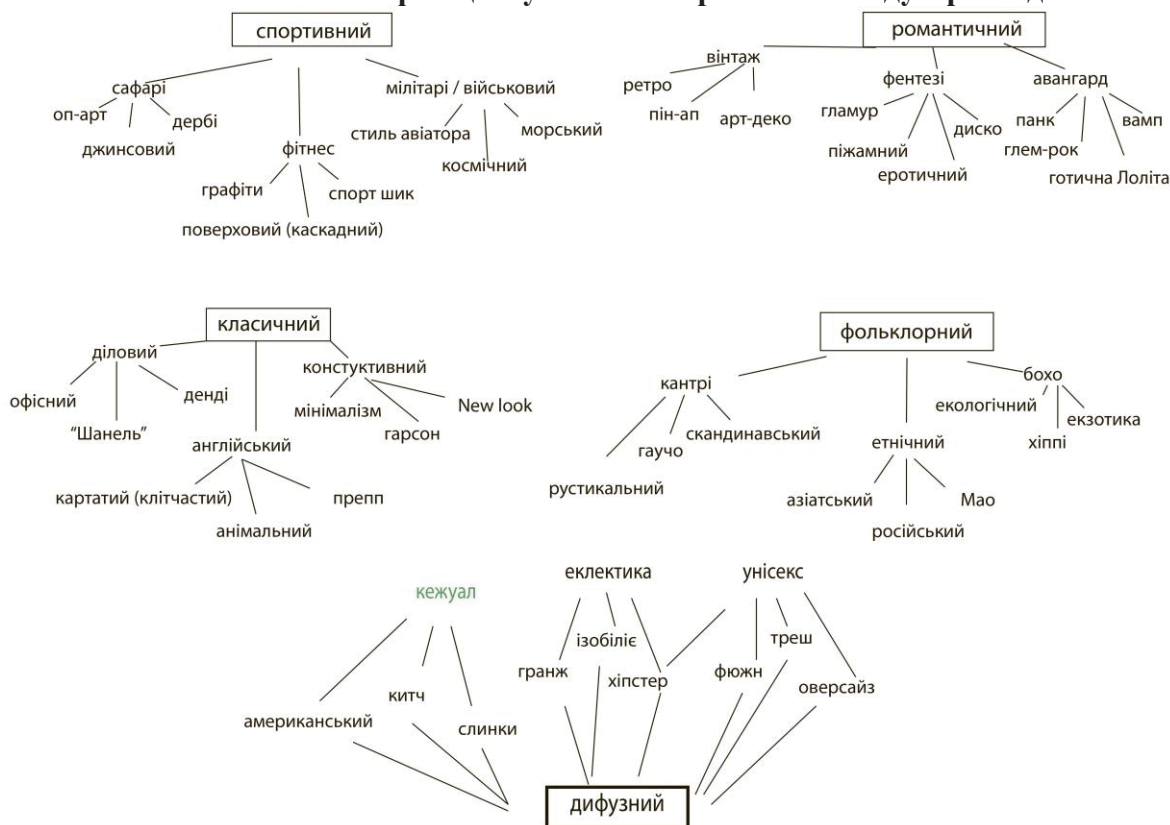 спортивний
сафарі
оп-арт
дербі
джинсовий
фітнес
графіти
спорт шик
поверховий (каскадний)
мілітарі / військовий
стиль авіатора
морський
космічний
романтичний
вінтаж
ретро
пін-ап
арт-деко
фентезі
гламур
диско
піжамний
еротичний
авангард
панк
вамп
глем-рок
готична Лоліта
класичний
діловий
офісний
денді
“Шанель”
англійський
картатий (клітчастий)
препп
анімальний
констуктивний
мінімалізм
New look
гарсон
фольклорний
кантрі
скандинавський
гаучо
рустикальний
етнічний
азіатський
Мао
російський
бохо
екологічний
екзотика
хіппі
кежуал
американський
китч
слинки
еклектика
гранж
ізобіліє
хіпстер
унісекс
фюжн
треш
оверсайз
дифузний